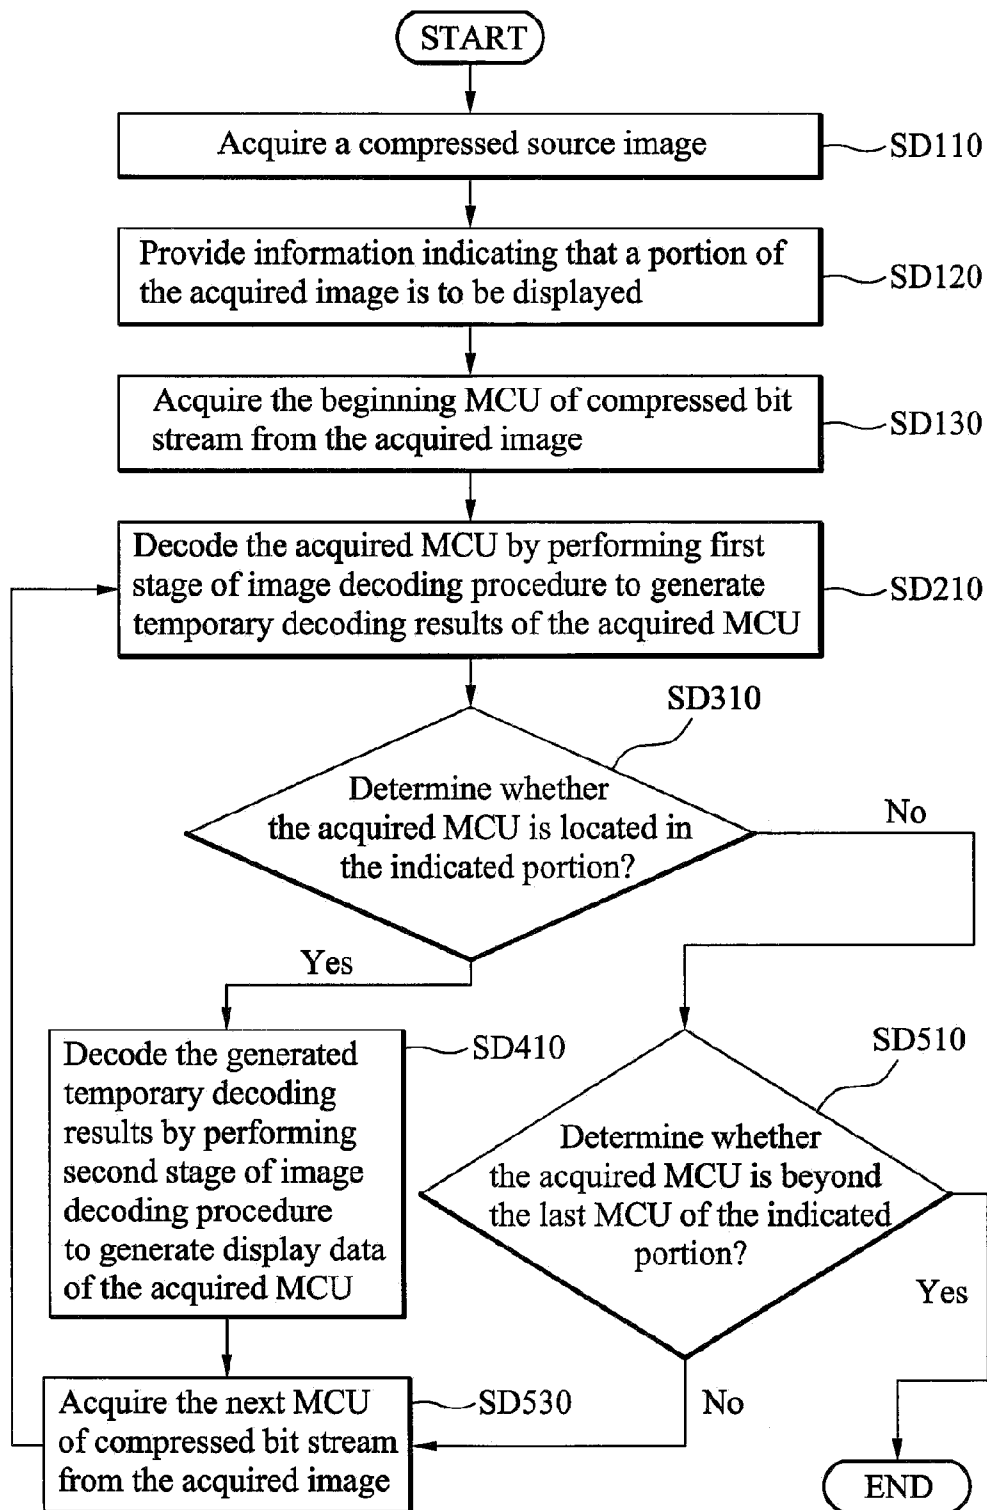 START
Acquire a compressed source image
SD110
Provide information indicating that a portion of
the acquired image is to be displayed
SD120
Acquire the beginning MCU of compressed bit
stream from the acquired image
SD130
Decode the acquired MCU by performing first
stage of image decoding procedure to generate
temporary decoding results of the acquired MCU
SD210
SD310
Determine whether
the acquired MCU is located in
the indicated portion?
No
Yes
Decode the generated
temporary decoding
results by performing
second stage of image
decoding procedure
to generate display data
of the acquired MCU
SD410
SD510
Determine whether
the acquired MCU is beyond
the last MCU of the indicated
portion?
Yes
No
Acquire the next MCU
of compressed bit stream
from the acquired image
SD530
END